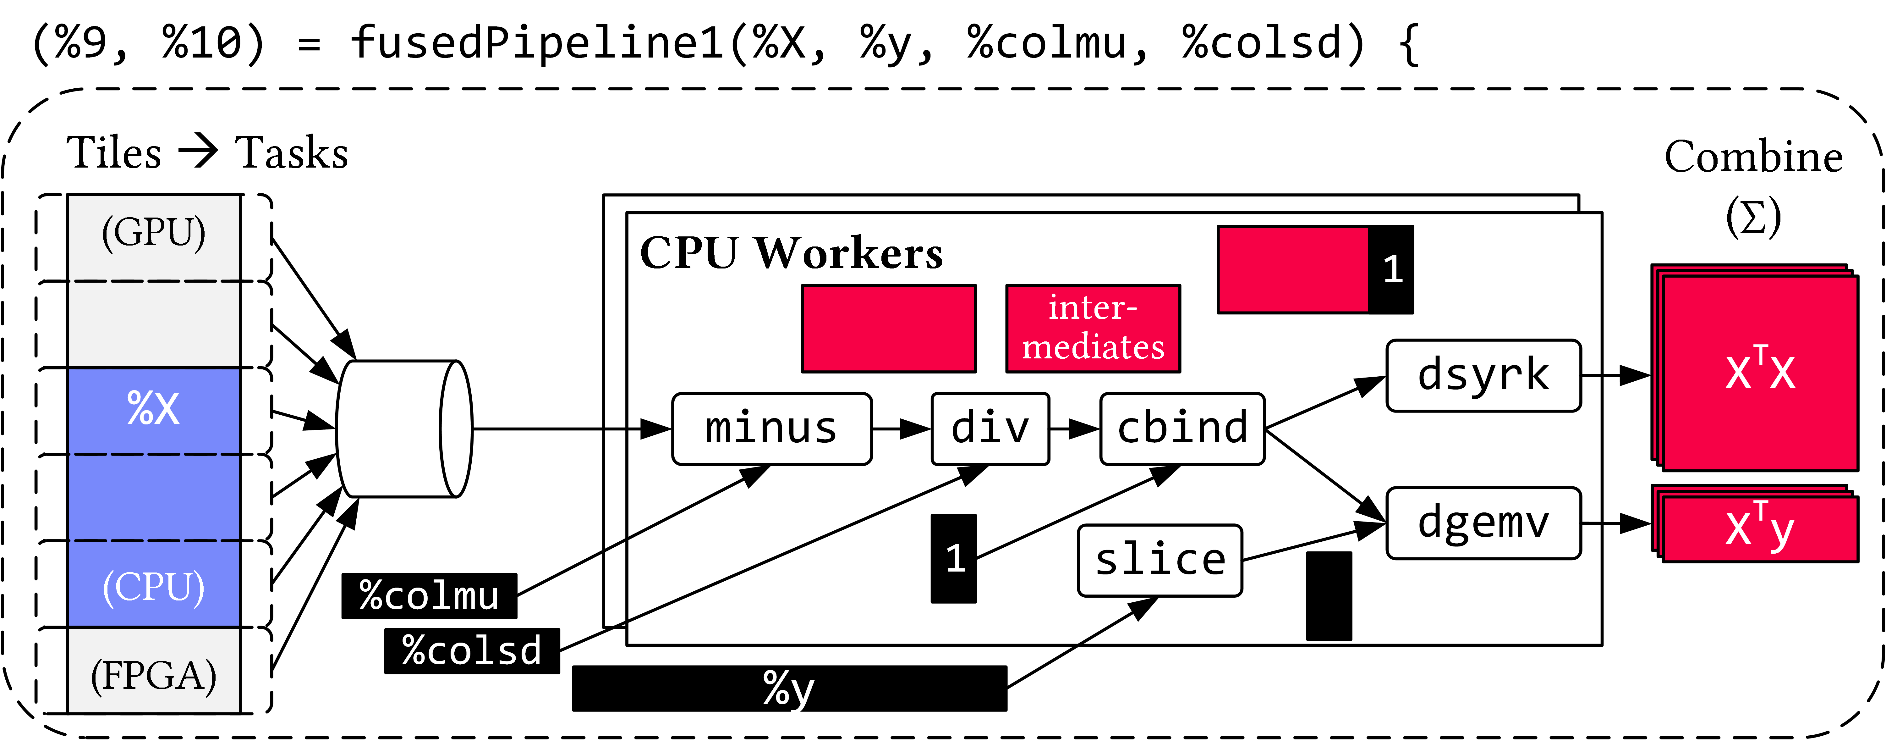 (%9, %10) = fusedPipeline1(%X, %y, %colmu, %colsd) {
Tiles → Tasks
Combine
(Σ)
(GPU)
%X
(CPU)
(FPGA)
CPU Workers
inter-
mediates
1
minus
div
cbind
dsyrk
dgemv
slice
1
%colmu
%colsd
%y
XᵀX
Xᵀy